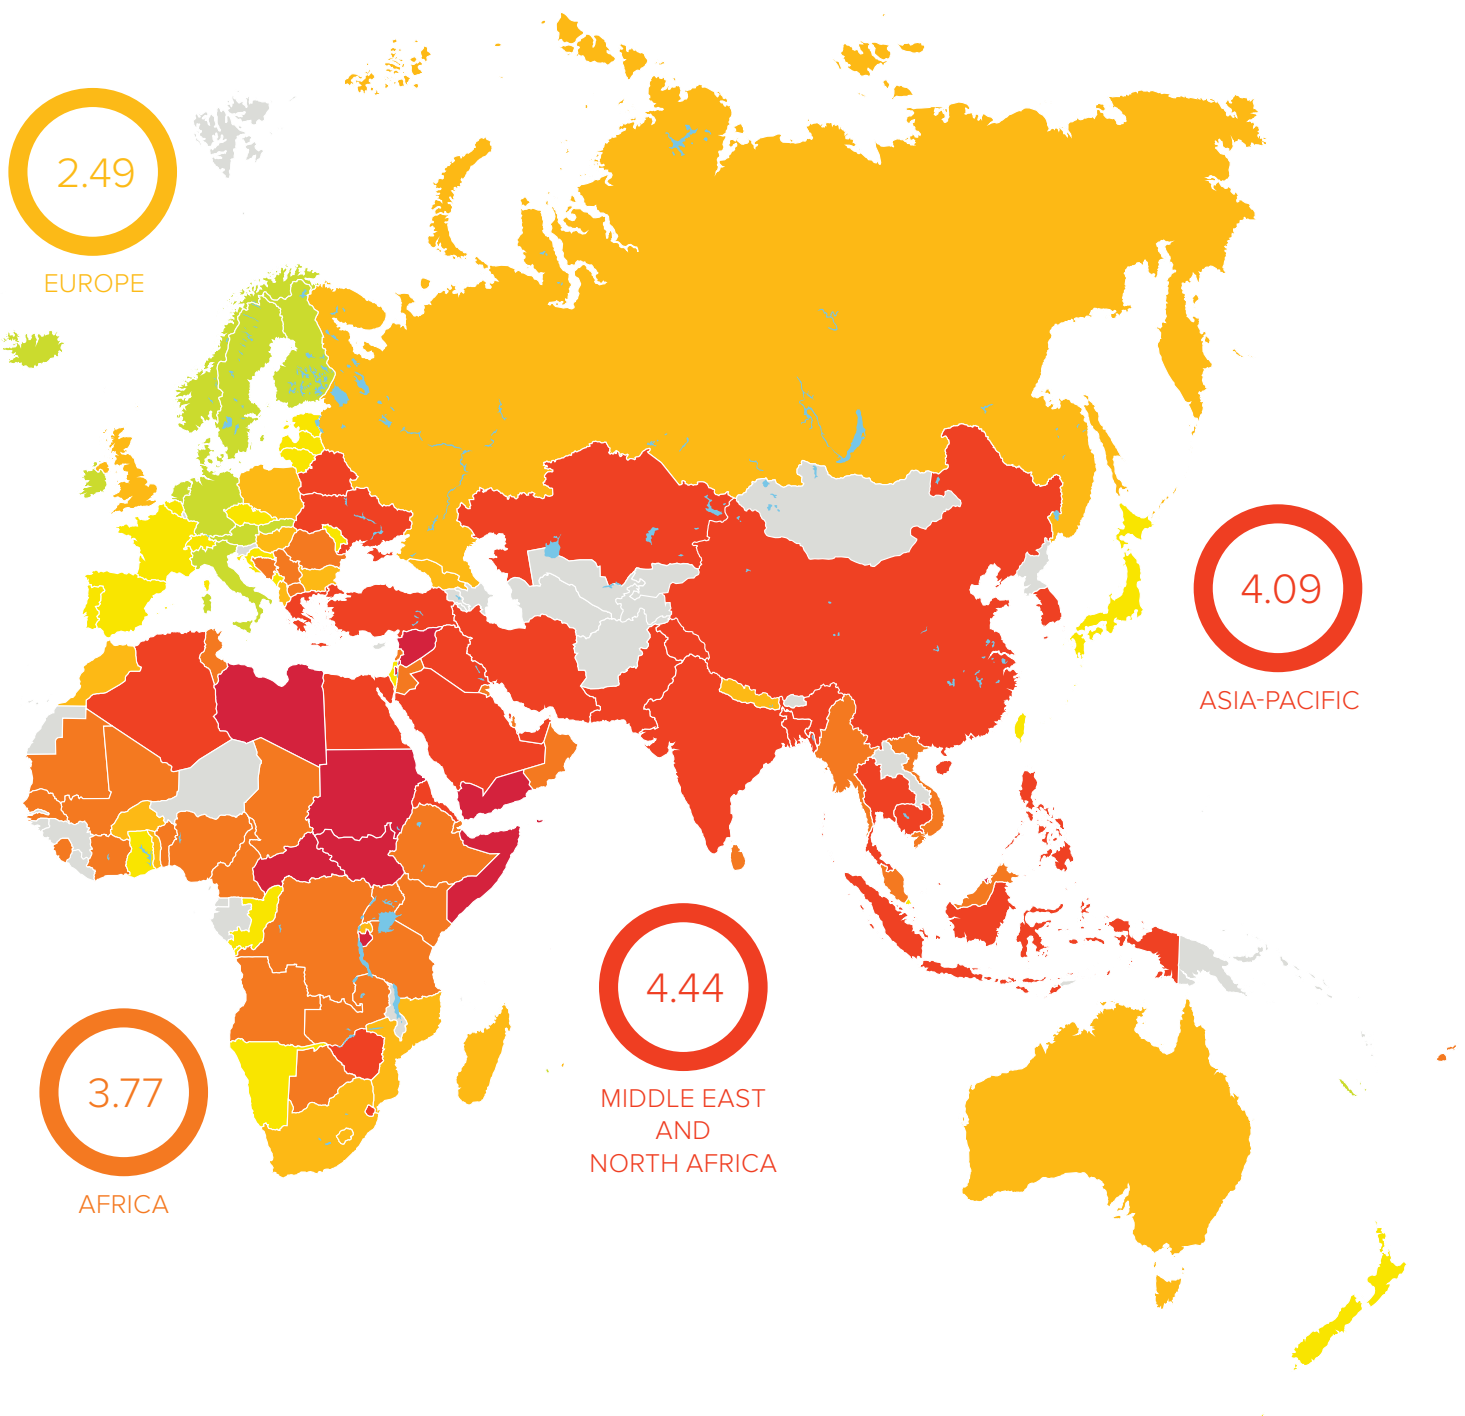 2.49
EUROPE
4.09
ASIA-PACIFIC
4.44
MIDDLE EAST
AND
NORTH AFRICA
3.77
AFRICA